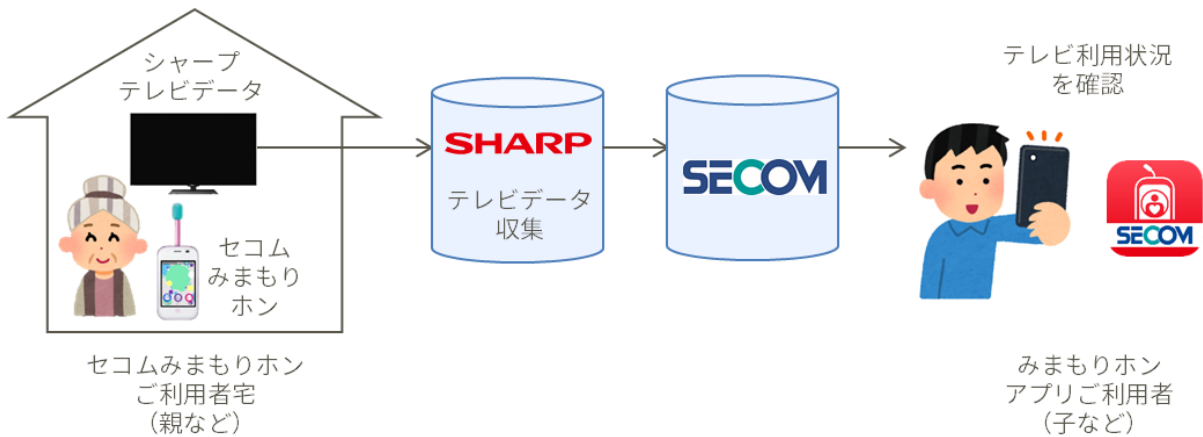 シャープ
テレビデータ
セコム
みまもり
ホン
セコムみまもりホン
ご利用者宅
（親など）
SHARP
テレビデータ
収集
SECOM
テレビ利用状況
を確認
SECOM
みまもりホン
アプリご利用者
（子など）